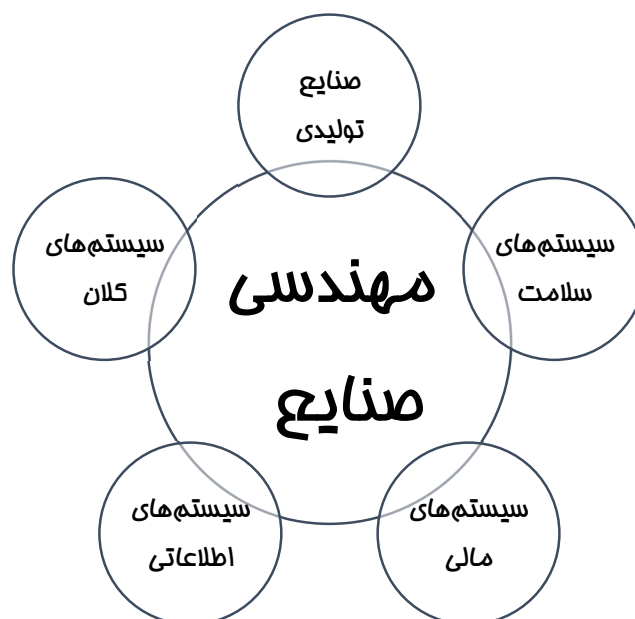 صنایع
تولیدی
سیستم‌های
سلامت
سیستم‌های
کلان
مهندسی
صنایع
سیستم‌های
مالی
سیستم‌های
اطلاعاتی